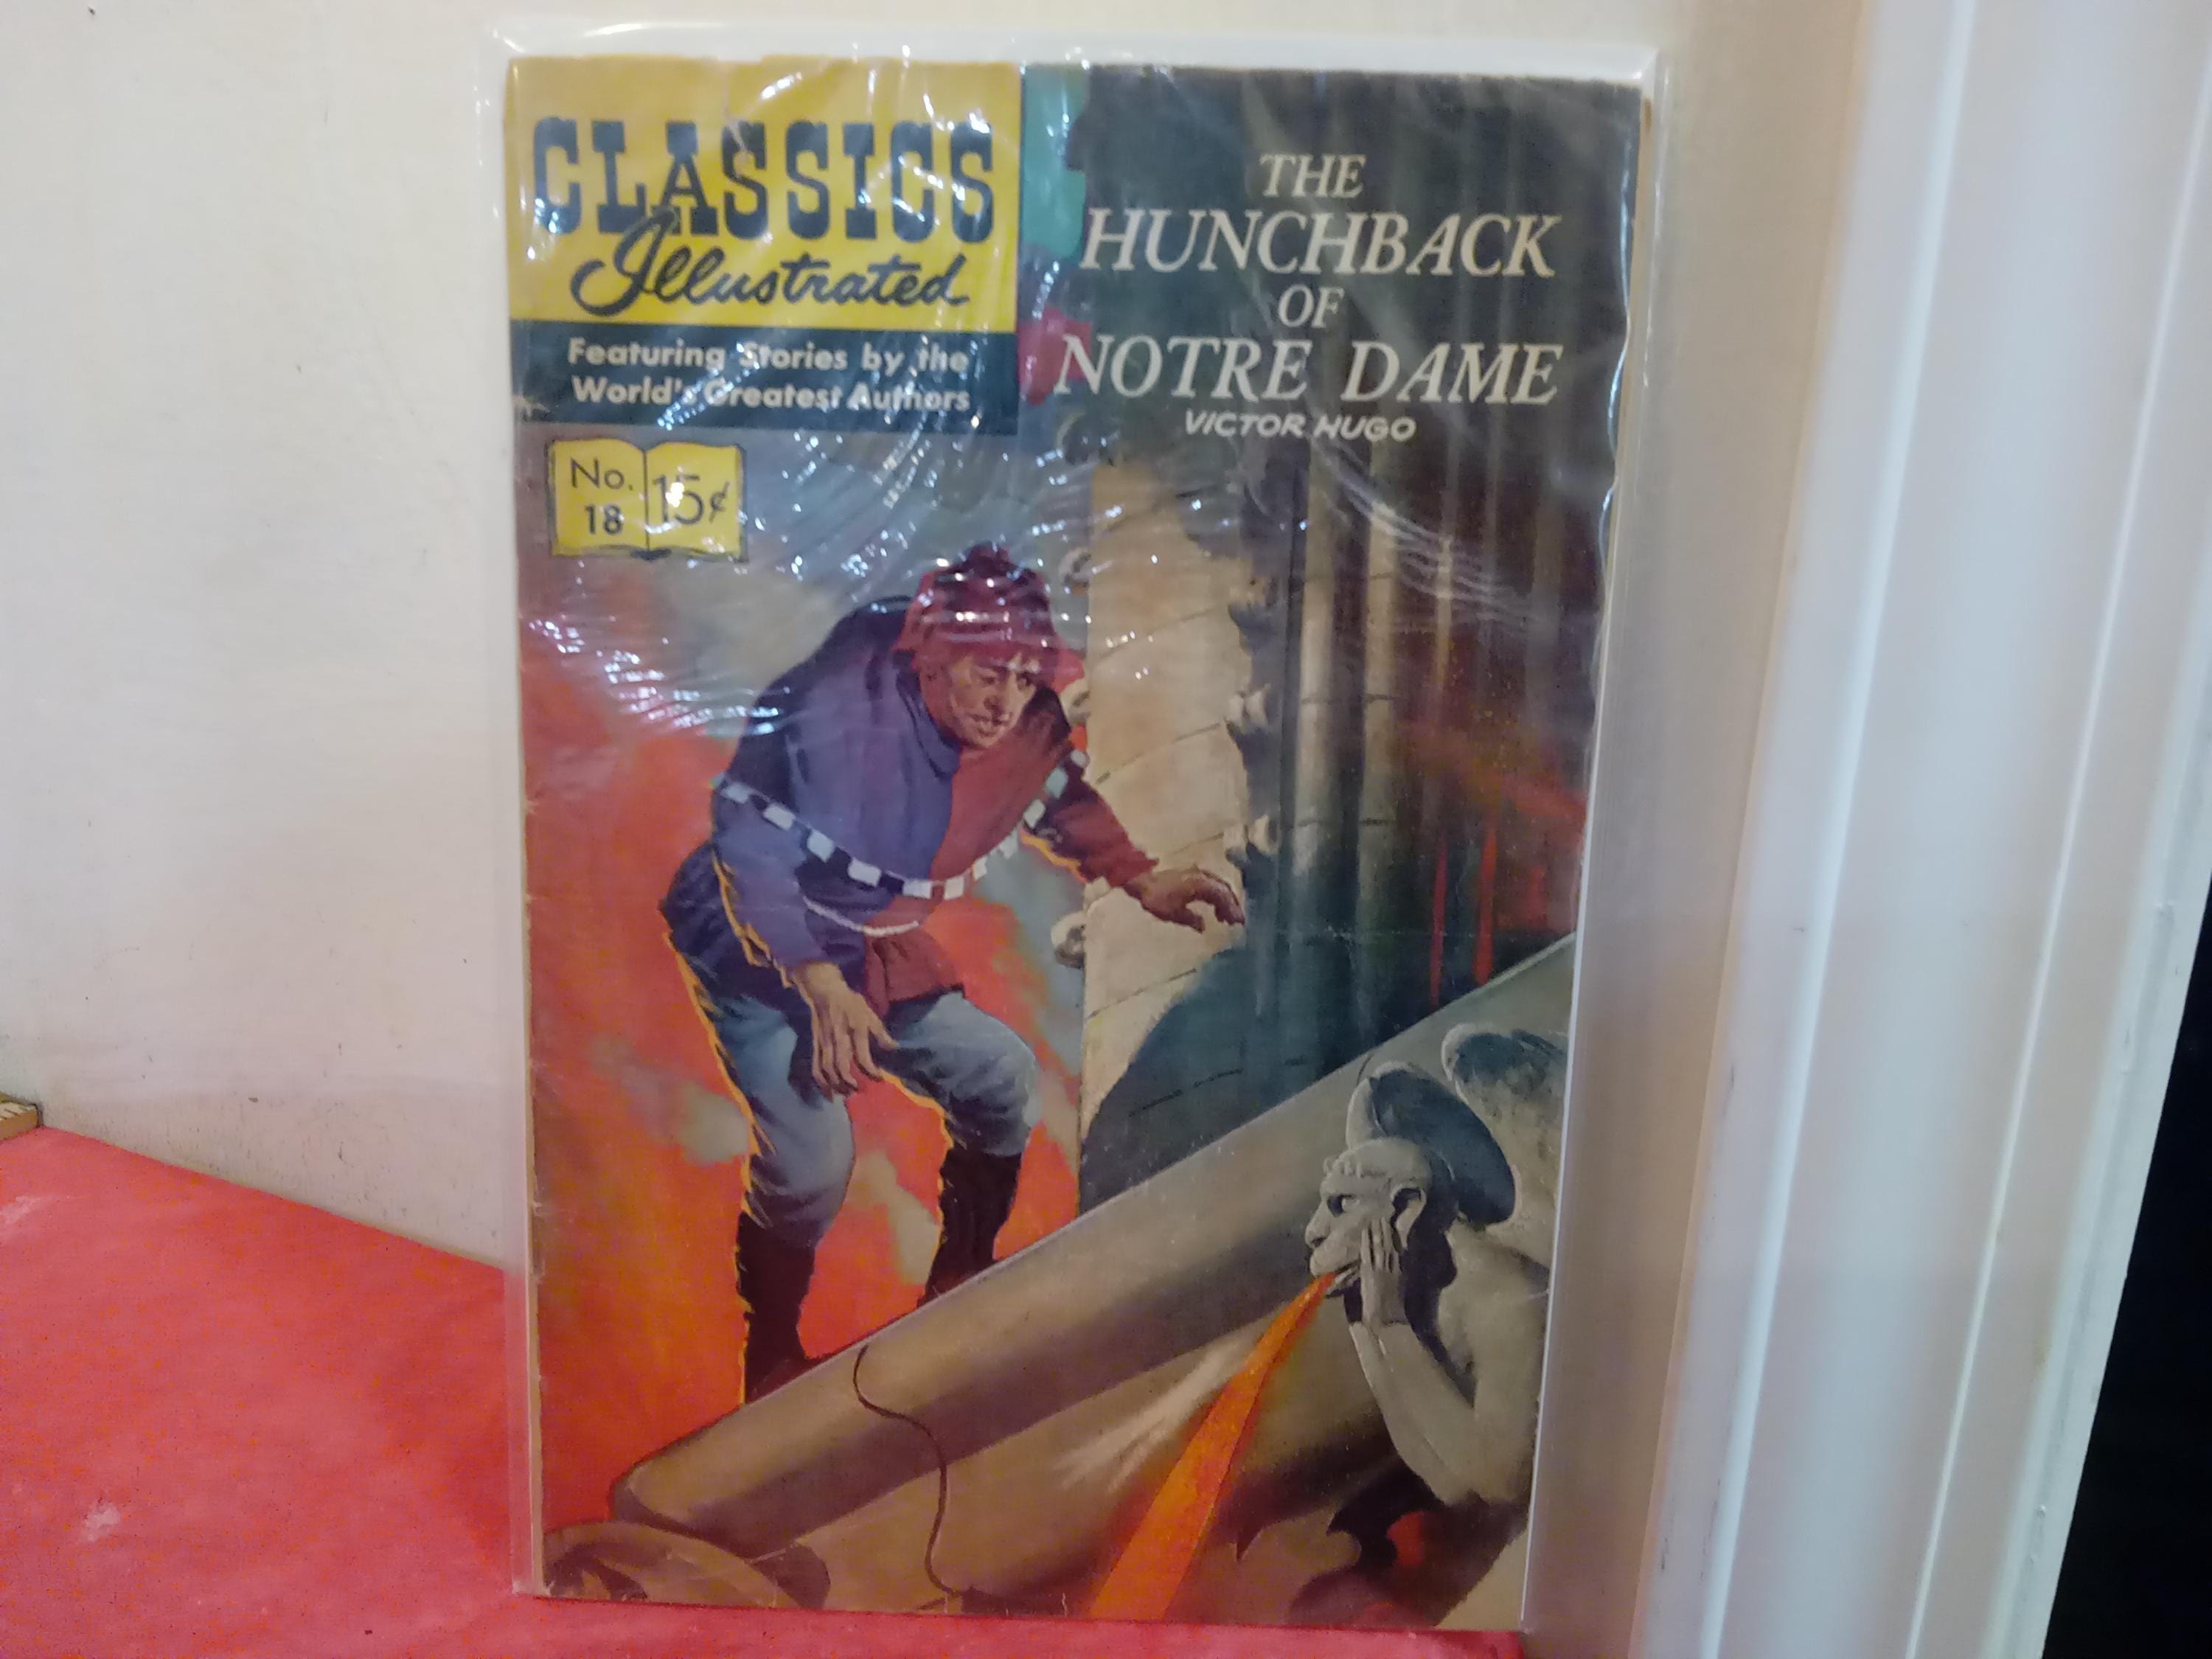 CLASSICS
Illustrated
Featuring Stories by the
World's Greatest Authors
No.
18
15¢
THE
HUNCHBACK
OF
NOTRE DAME
VICTOR HUGO